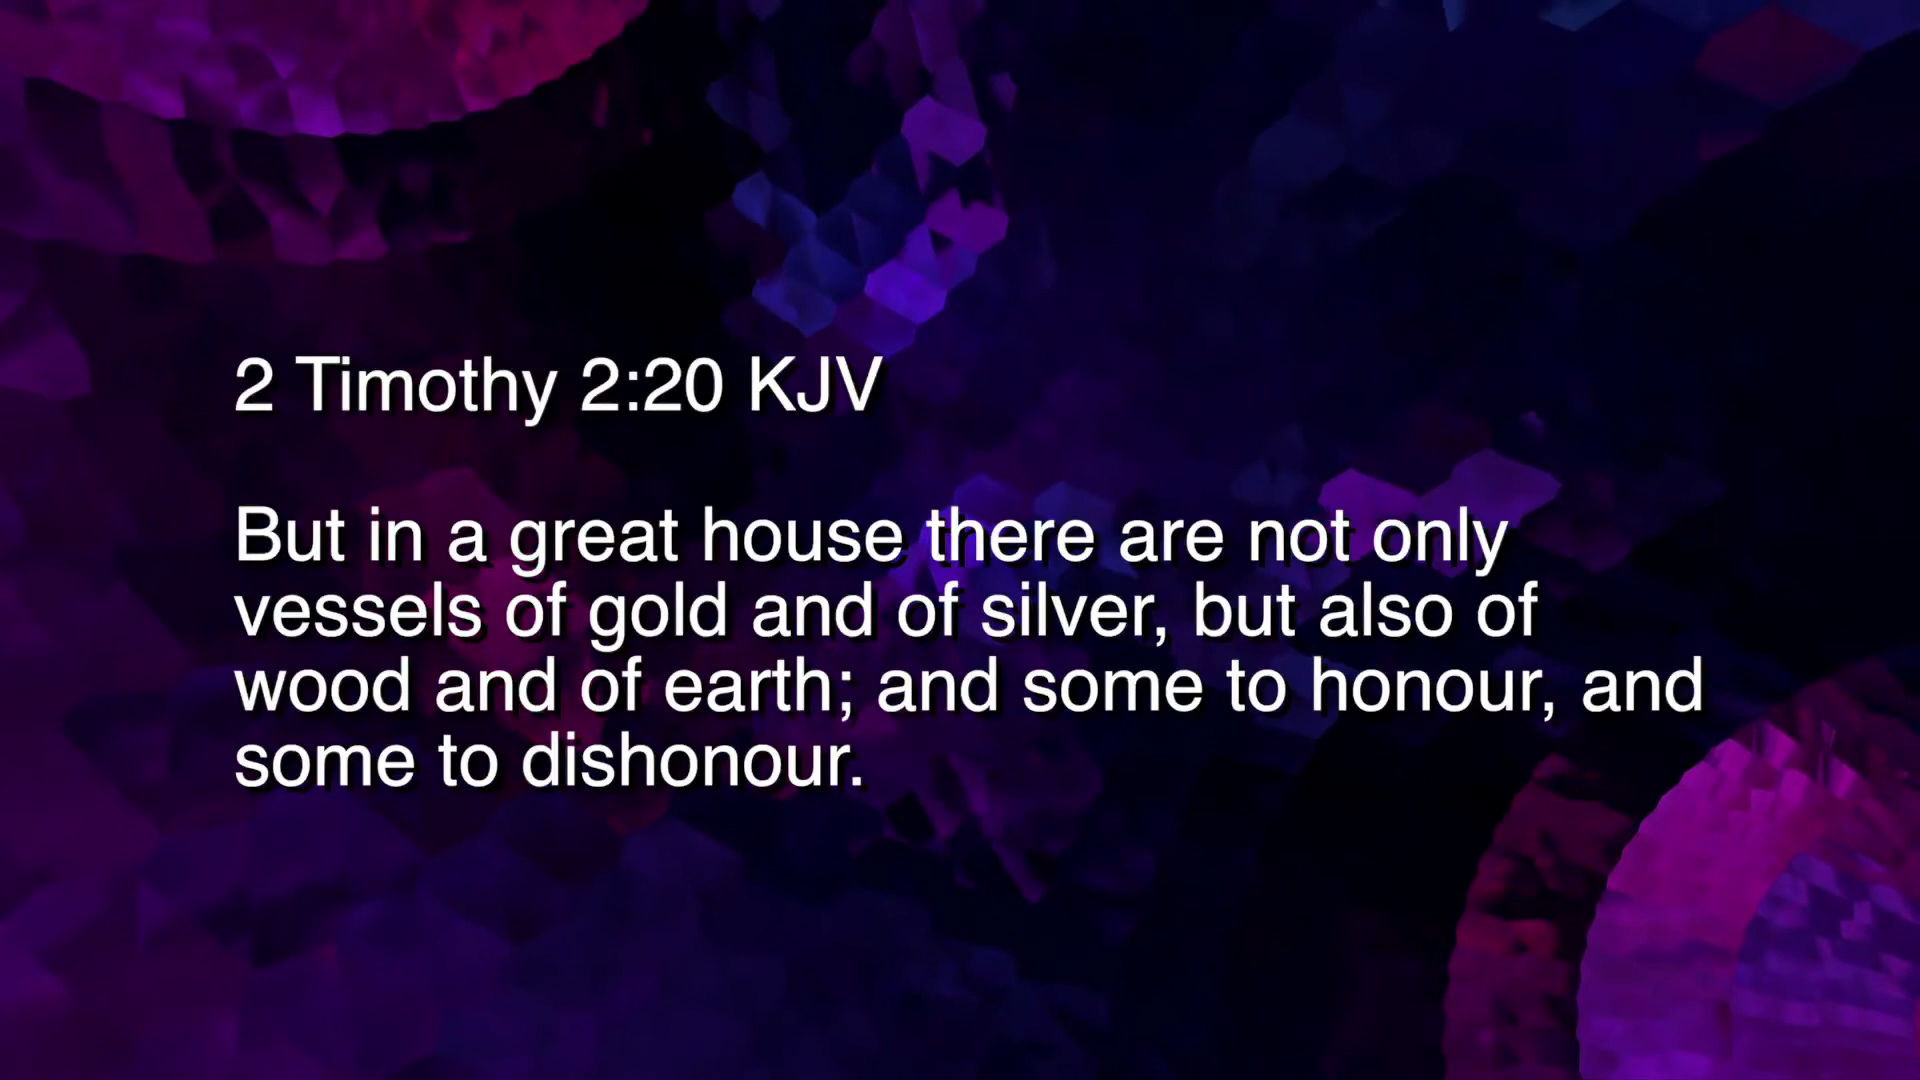 2 Timothy 2:20 KJV
But in a great house there are not only
vessels of gold and of silver, but also of
wood and of earth; and some to honour, and
some to dishonour.